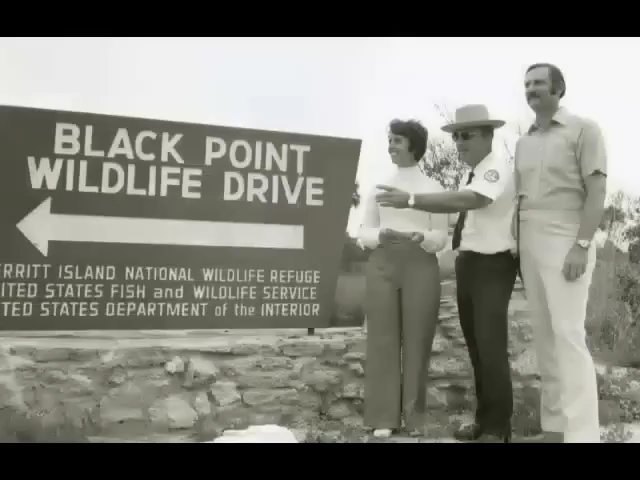 BLACK POINT
WILDLIFE DRIVE
ERRITT ISLAND NATIONAL WILDLIFE REFUGE
ITED STATES FISH and WILDLIFE SERVICE
TED STATES DEPARTMENT of the INTERIOR